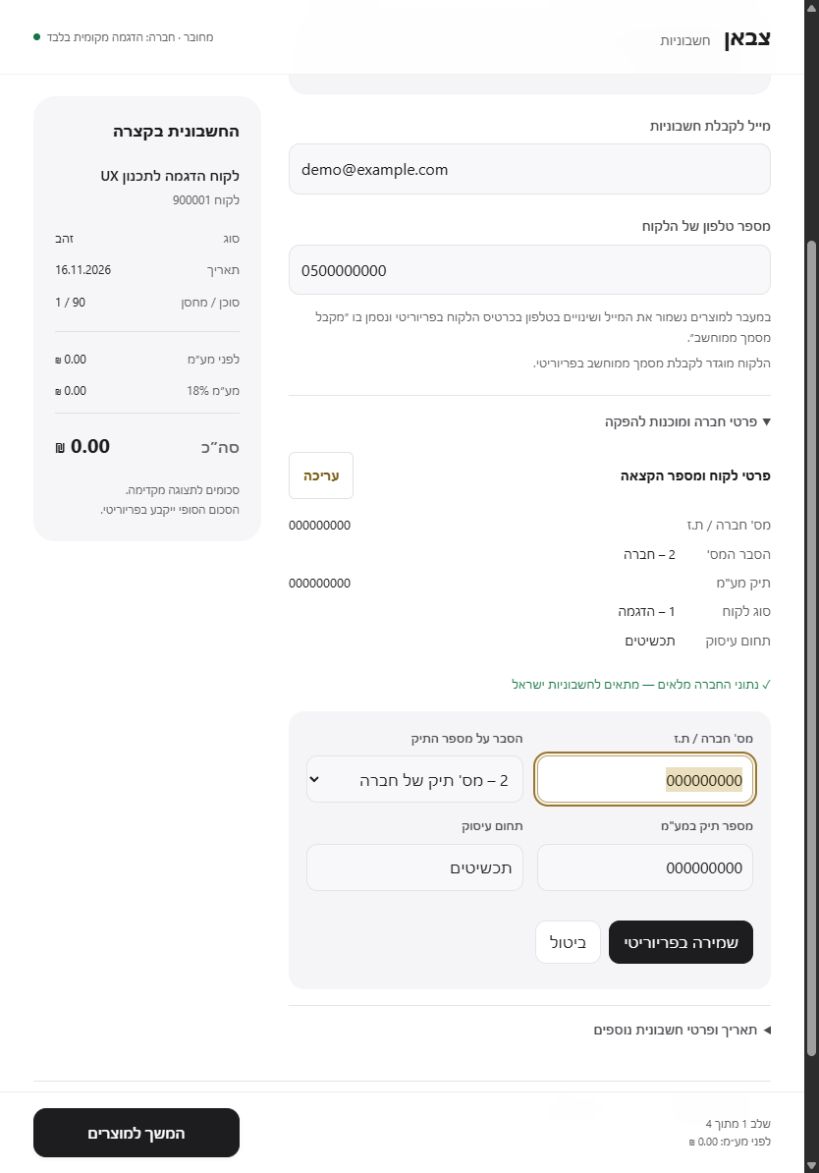 צבאן חשבוניות
מחובר · חברה: הדגמה מקומית בלבד
מייל לקבלת חשבוניות
demo@example.com
מספר טלפון של הלקוח
0500000000
במעבר למוצרים נשמור את המייל ושינויים בטלפון בכרטיס הלקוח בפריוריטי ונסמן בו ״מקבל
מסמך ממוחשב״.
הלקוח מוגדר לקבלת מסמך ממוחשב בפריוריטי.
▼ פרטי חברה ומוכנות להפקה
פרטי לקוח ומספר הקצאה
עריכה
מס' חברה / ת.ז 000000000
הסבר המס' 2 – חברה
תיק מע״מ 000000000
סוג לקוח 1 – הדגמה
תחום עיסוק תכשיטים
✓ נתוני החברה מלאים — מתאים לחשבוניות ישראל
מס' חברה / ת.ז
הסבר על מספר התיק
000000000
2 – מס' תיק של חברה
מספר תיק במע"מ
תחום עיסוק
000000000
תכשיטים
שמירה בפריוריטי
ביטול
◀ תאריך ופרטי חשבונית נוספים
החשבונית בקצרה
לקוח הדגמה לתכנון UX
לקוח 900001
סוג זהב
תאריך 16.11.2026
סוכן / מחסן 1 / 90
לפני מע״מ 0.00 ₪
מע״מ 18% 0.00 ₪
סה״כ 0.00 ₪
סכומים לתצוגה מקדימה.
הסכום הסופי ייקבע בפריוריטי.
שלב 1 מתוך 4
לפני מע״מ: 0.00 ₪
המשך למוצרים